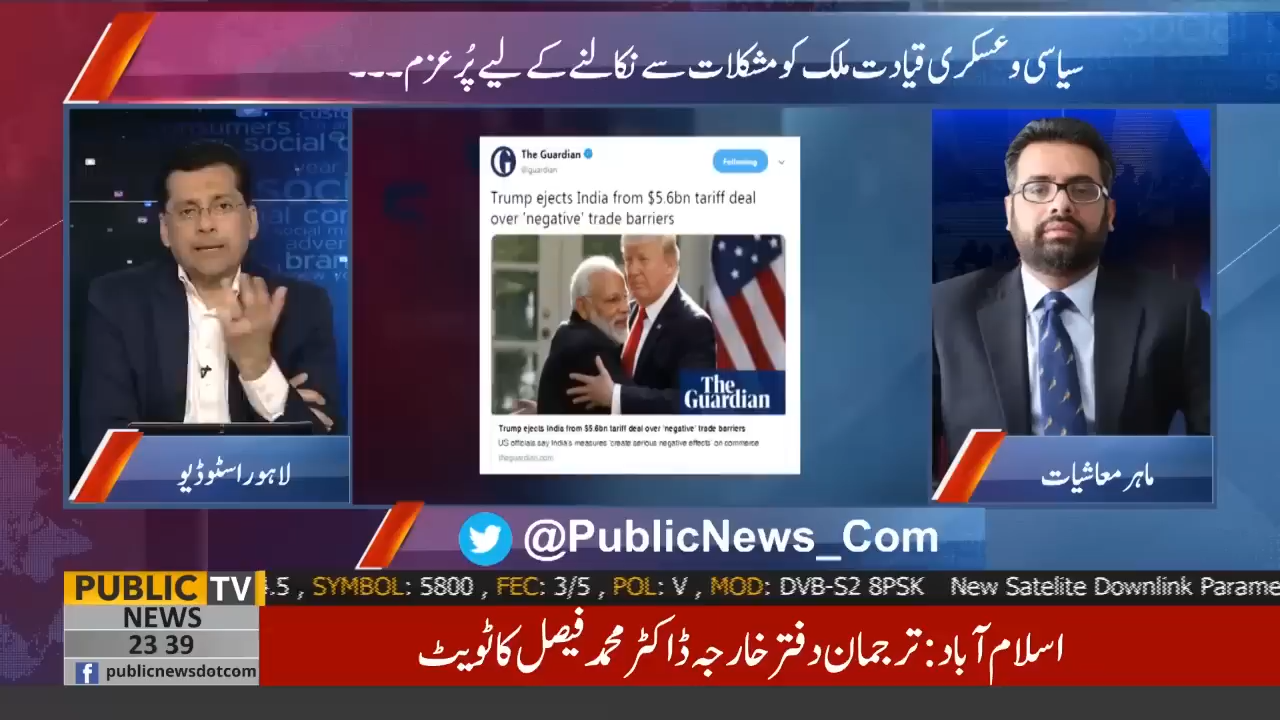 سیاسی و عسکری قیادت ملک کو مشکلات سے نکالنے کے لیے پُر عزم۔۔۔
The Guardian
@guardian
Following
Trump ejects India from $5.6bn tariff deal
over 'negative' trade barriers
The
Guardian
Trump ejects India from $5.6bn tariff deal over 'negative' trade barriers
US officials say India's measures 'create serious negative effects' on commerce
theguardian.com
لاہور اسٹوڈیو
ماہر معاشیات
@PublicNews_Com
PUBLIC TV
NEWS
23 39
publicnewsdotcom
.5 , SYMBOL: 5800 , FEC: 3/5 , POL: V , MOD: DVB-S2 8PSK New Satelite Downlink Parame
اسلام آباد: ترجمان دفتر خارجہ ڈاکٹر محمد فیصل کا ٹویٹ